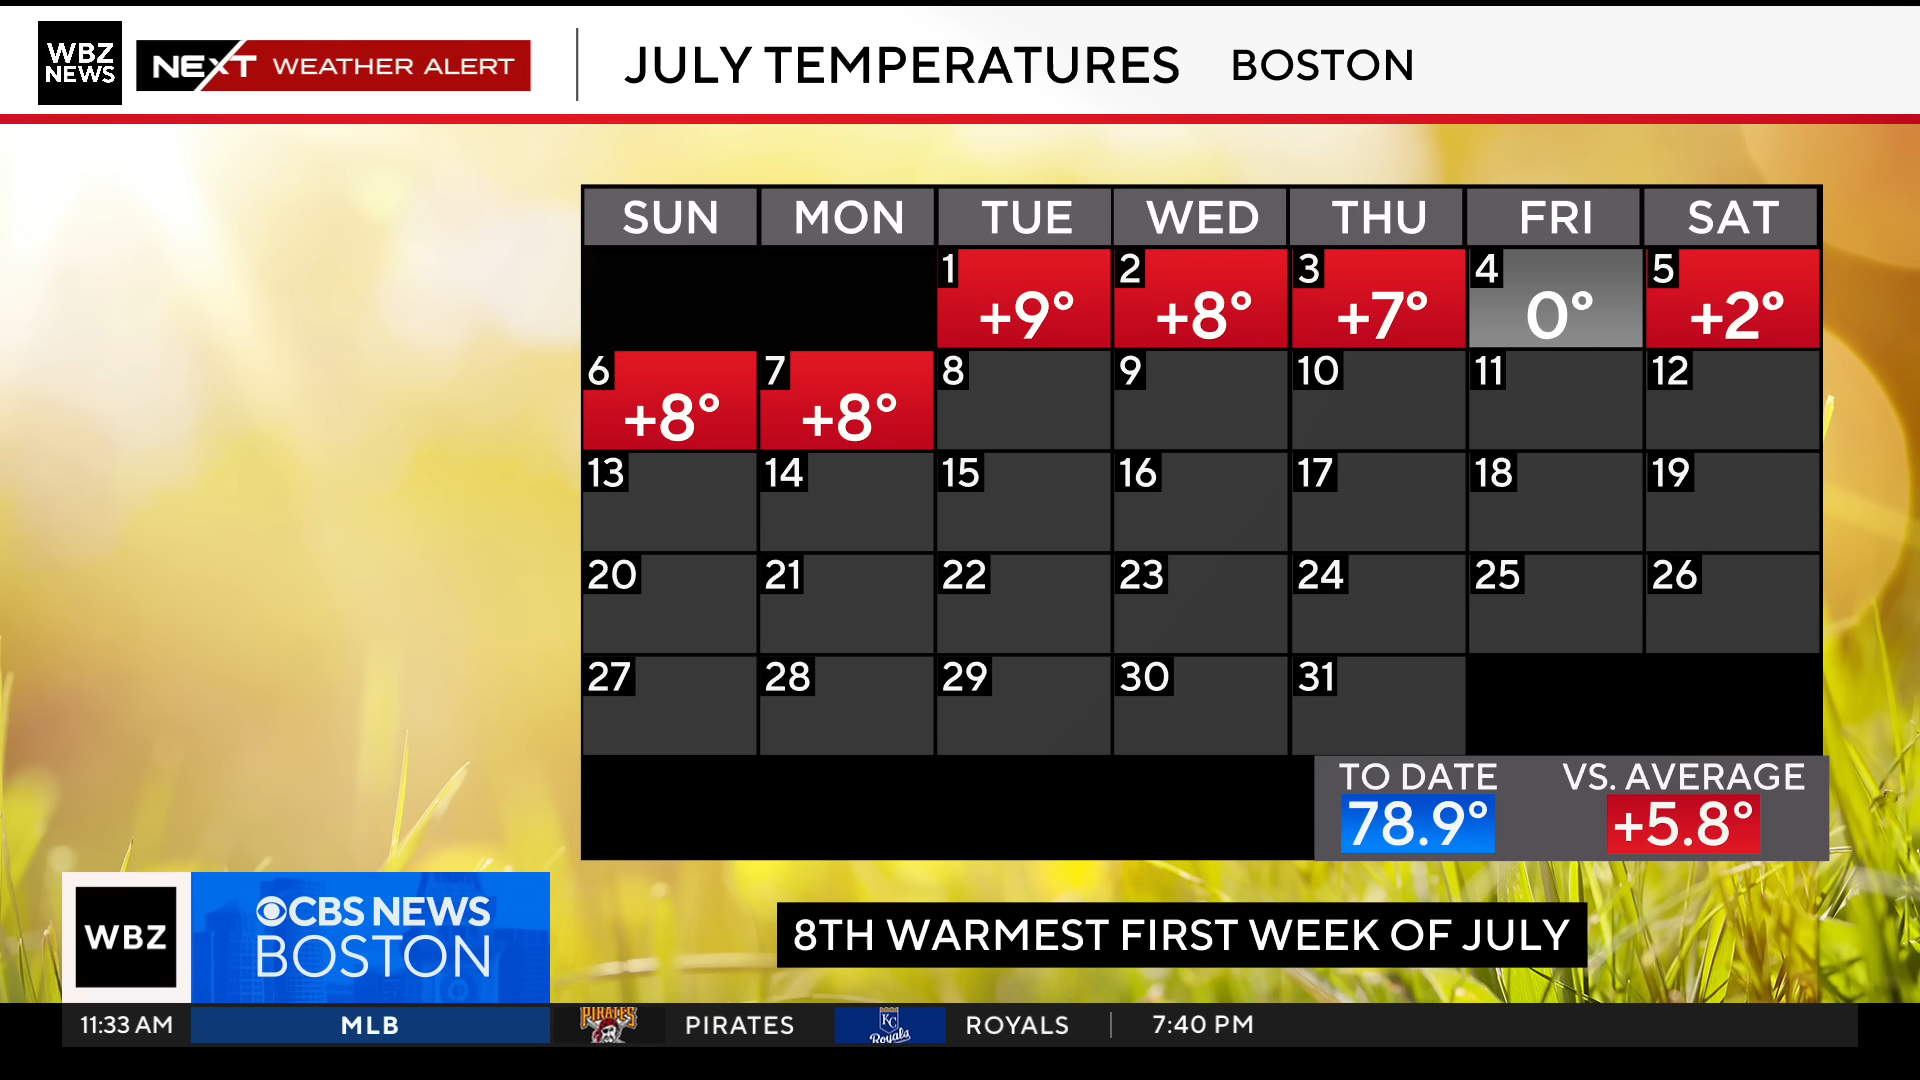 WBZ
NEWS
NEXT WEATHER ALERT
JULY TEMPERATURES BOSTON
SUN MON TUE WED THU FRI SAT
1 2 3 4 5
+9° +8° +7° 0° +2°
6 7 8 9 10 11 12
+8° +8°
13 14 15 16 17 18 19
20 21 22 23 24 25 26
27 28 29 30 31
TO DATE VS. AVERAGE
78.9° +5.8°
WBZ
CBS NEWS
BOSTON
8TH WARMEST FIRST WEEK OF JULY
11:33 AM MLB PIRATES PIRATES KC Royals ROYALS | 7:40 PM